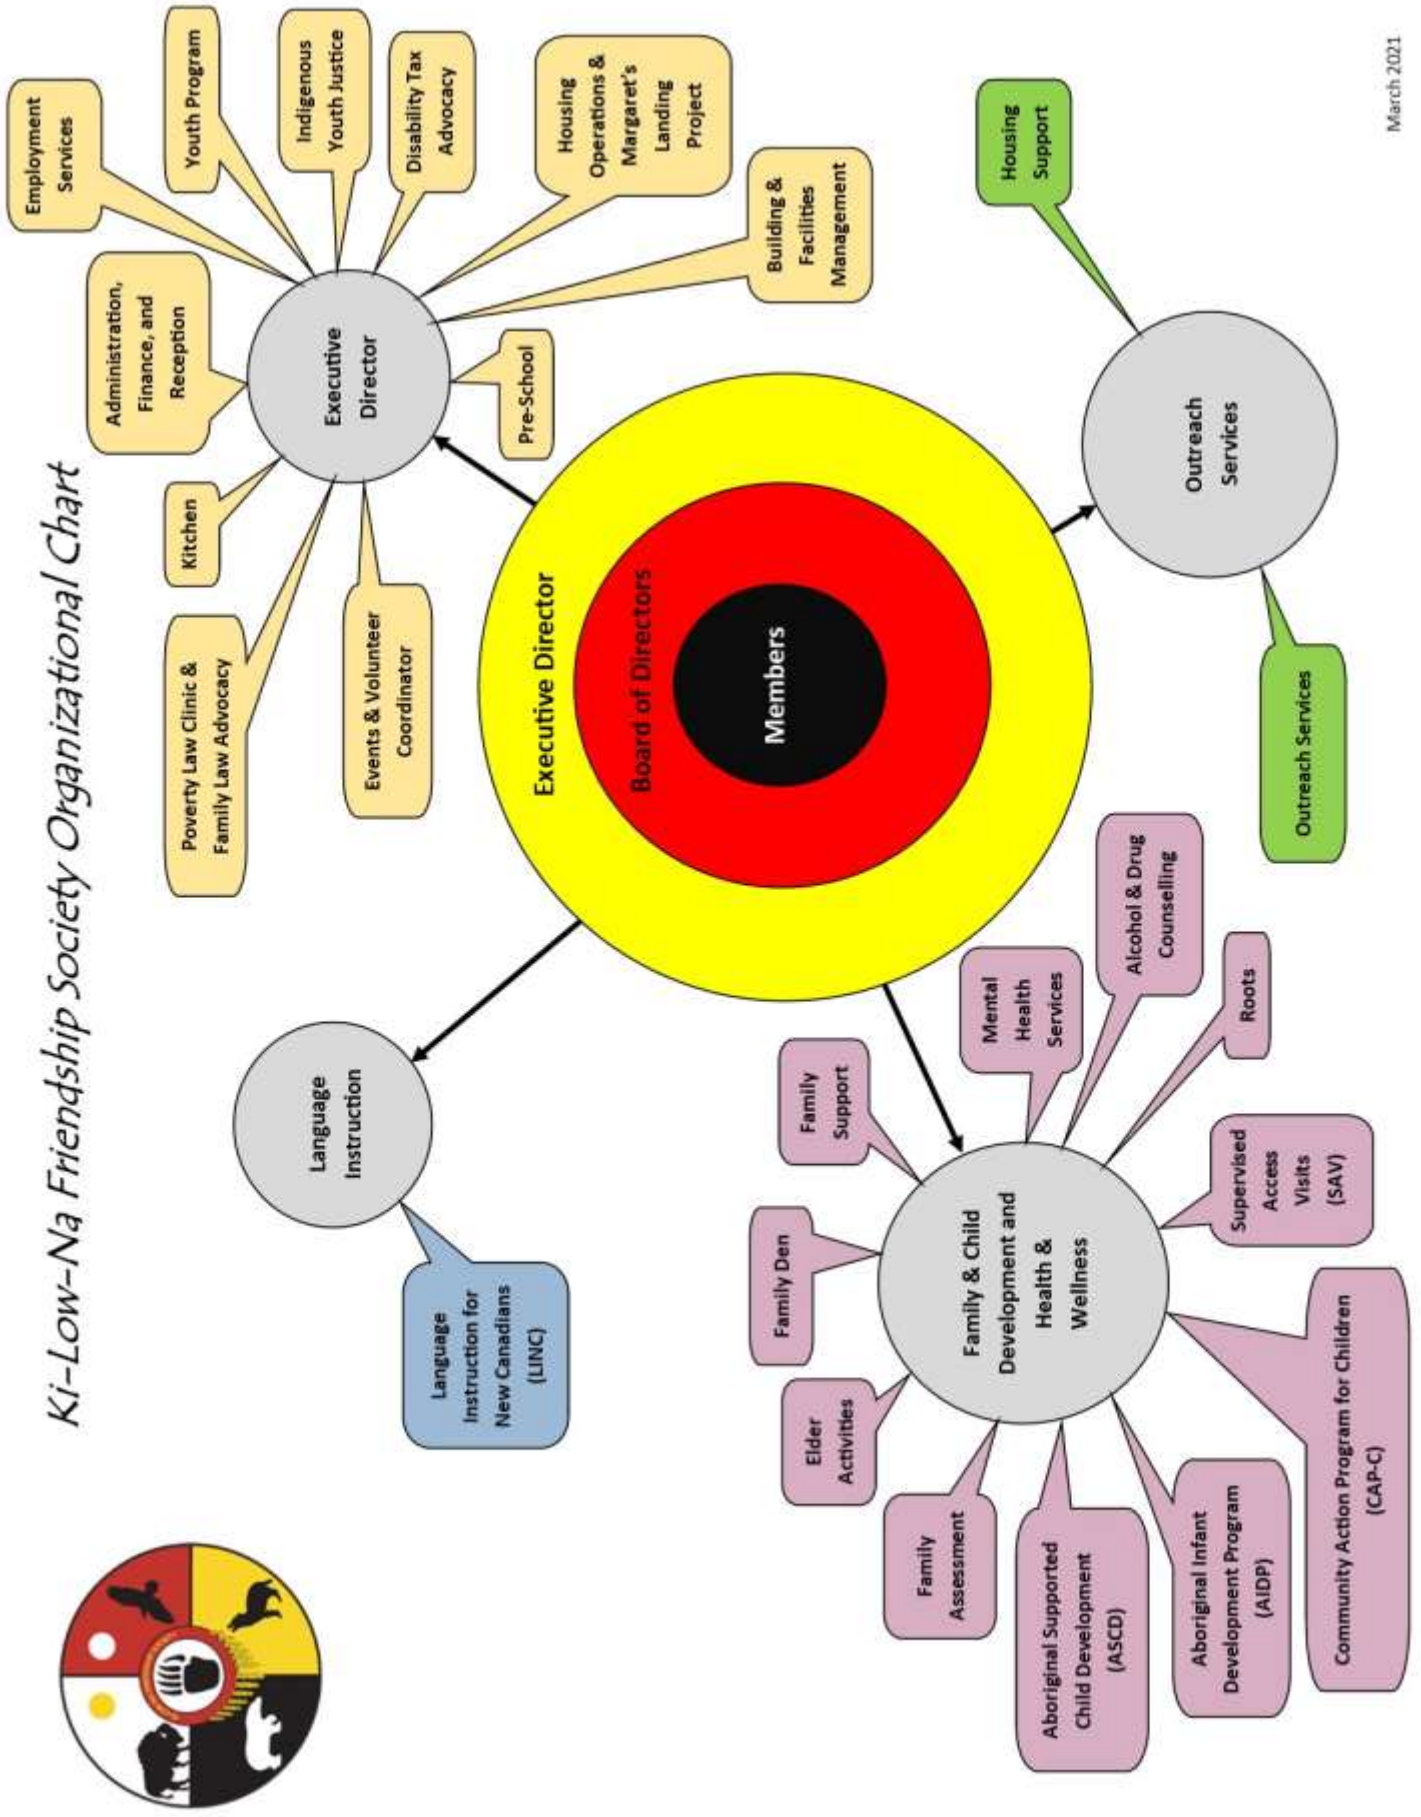 Ki-Low-Na Friendship Society Organizational Chart
Language
Instruction
Language
Instruction for
New Canadians
(LINC)
Poverty Law Clinic &
Family Law Advocacy
Kitchen
Administration,
Finance, and
Reception
Employment
Services
Youth Program
Indigenous
Youth Justice
Disability Tax
Advocacy
Housing
Operations &
Margaret's
Landing
Project
Building &
Facilities
Management
Pre-School
Events & Volunteer
Coordinator
Executive
Director
Executive Director
Board of Directors
Members
Family & Child
Development and
Health &
Wellness
Family
Assessment
Elder
Activities
Family Den
Family
Support
Mental
Health
Services
Alcohol & Drug
Counselling
Roots
Supervised
Access
Visits
(SAV)
Community Action Program for Children
(CAP-C)
Aboriginal Infant
Development Program
(AIDP)
Aboriginal Supported
Child Development
(ASCD)
Outreach
Services
Housing
Support
Outreach Services
March 2021